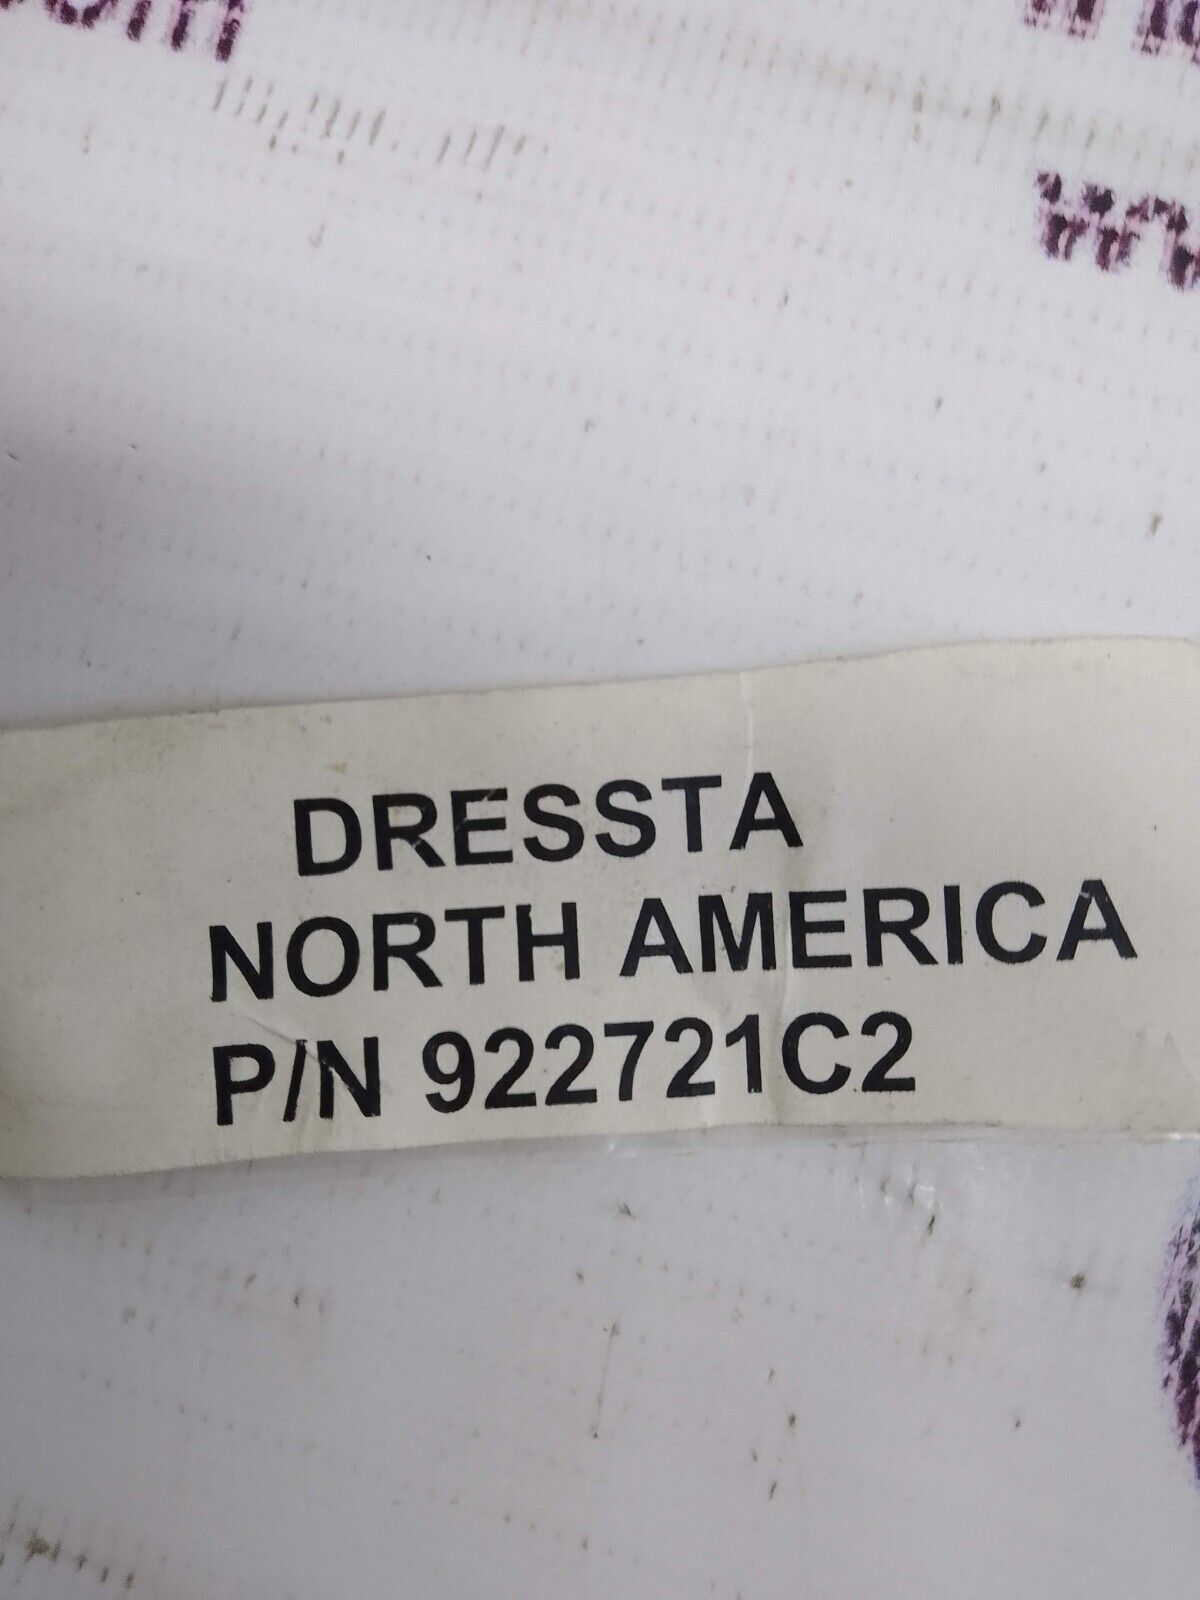 DRESSTA
NORTH AMERICA
P/N 922721C2